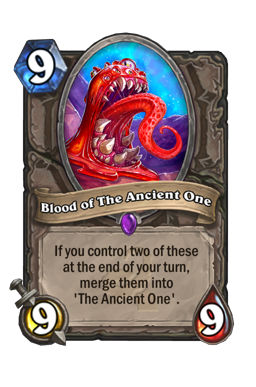 9
Blood of The Ancient One
If you control two of these
at the end of your turn,
merge them into
'The Ancient One'.
9
9